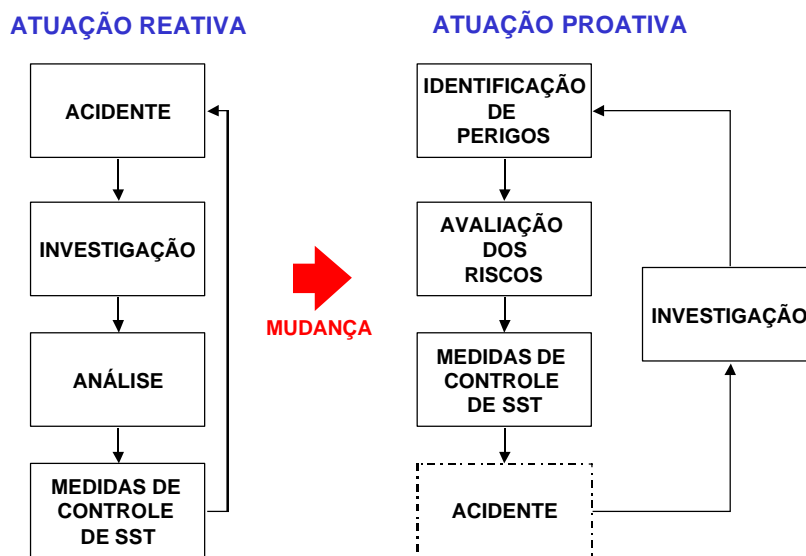 ATUAÇÃO REATIVA
ACIDENTE
INVESTIGAÇÃO
ANÁLISE
MEDIDAS DE
CONTROLE
DE SST
MUDANÇA
ATUAÇÃO PROATIVA
IDENTIFICAÇÃO
DE
PERIGOS
AVALIAÇÃO
DOS
RISCOS
MEDIDAS DE
CONTROLE
DE SST
ACIDENTE
INVESTIGAÇÃO